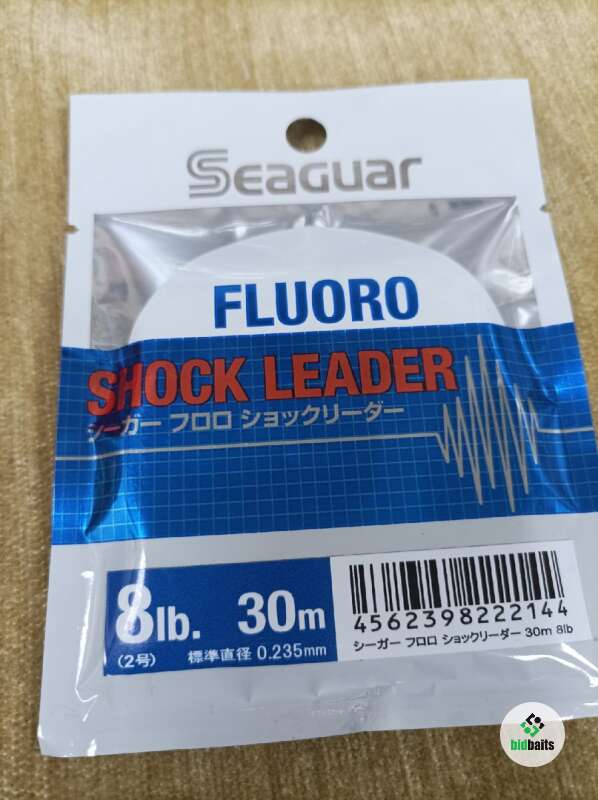 Seaguar
FLUORO
SHOCK LEADER
シーガー フロロ ショックリーダー
8lb. 30m
(2号) 標準直径 0.235mm
4562398222144
シーガー フロロ ショックリーダー 30m 8lb
bidbaits